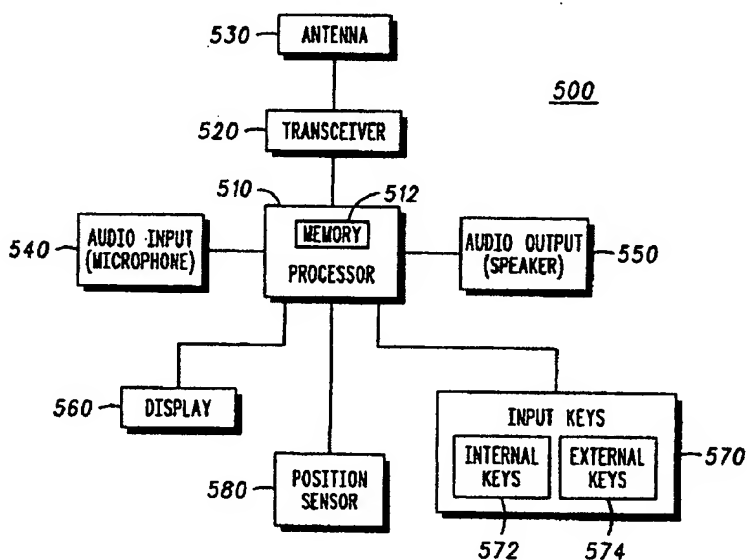 530
ANTENNA
500
520
TRANSCEIVER
510
512
540
AUDIO INPUT
(MICROPHONE)
MEMORY
PROCESSOR
AUDIO OUTPUT
(SPEAKER)
550
560
DISPLAY
580
POSITION
SENSOR
INPUT KEYS
INTERNAL
KEYS
EXTERNAL
KEYS
570
572
574